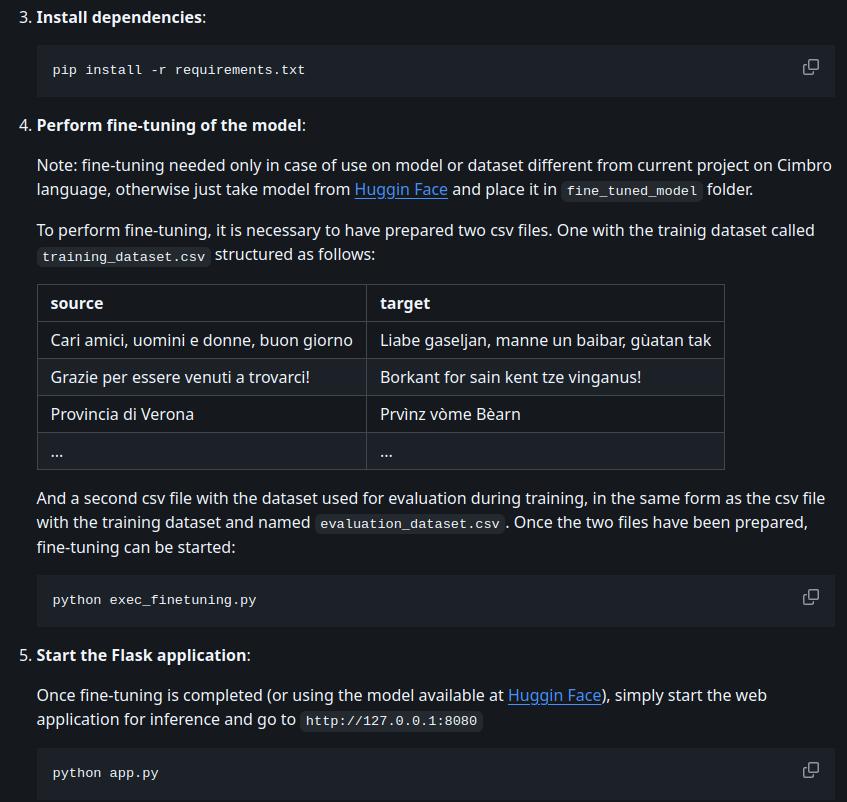 3. Install dependencies:
pip install -r requirements.txt
4. Perform fine-tuning of the model:
Note: fine-tuning needed only in case of use on model or dataset different from current project on Cimbro
language, otherwise just take model from Huggin Face and place it in fine_tuned_model folder.
To perform fine-tuning, it is necessary to have prepared two csv files. One with the trainig dataset called
training_dataset.csv structured as follows:
source target
Cari amici, uomini e donne, buon giorno Liabe gaseljan, manne un baibar, gùatan tak
Grazie per essere venuti a trovarci! Borkant for sain kent tze vinganus!
Provincia di Verona Prvìnz vòme Bèarn
... ...
And a second csv file with the dataset used for evaluation during training, in the same form as the csv file
with the training dataset and named evaluation_dataset.csv. Once the two files have been prepared,
fine-tuning can be started:
python exec_finetuning.py
5. Start the Flask application:
Once fine-tuning is completed (or using the model available at Huggin Face), simply start the web
application for inference and go to http://127.0.0.1:8080
python app.py